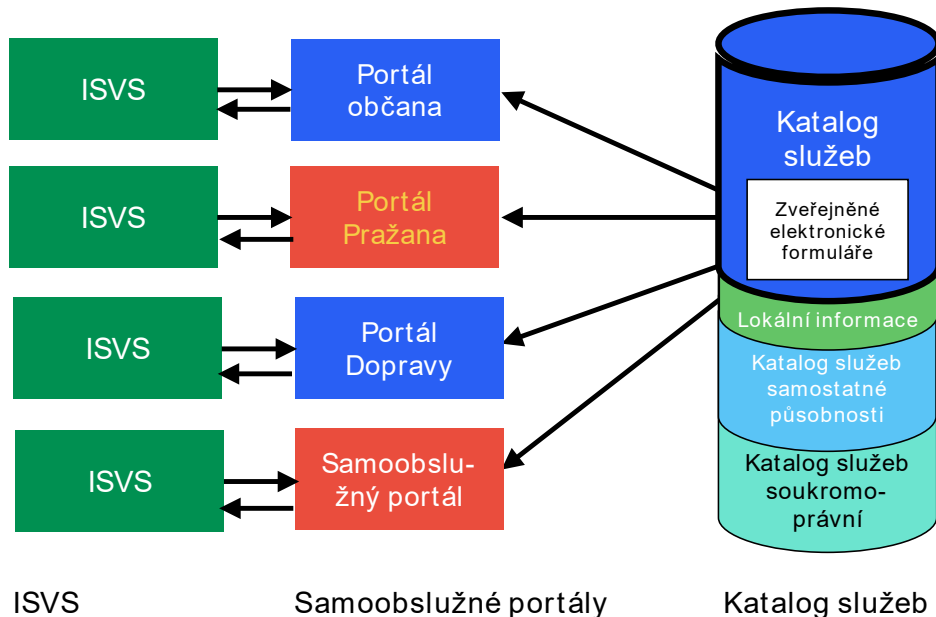 ISVS
Portál
občana
ISVS
Portál
Pražana
ISVS
Portál
Dopravy
ISVS
Samoobslu-
žný portál
Katalog
služeb
Zveřejněné
elektronické
formuláře
Lokální informace
Katalog služeb
samostatné
působnosti
Katalog služeb
soukromo-
právní
ISVS
Samoobslužné portály
Katalog služeb